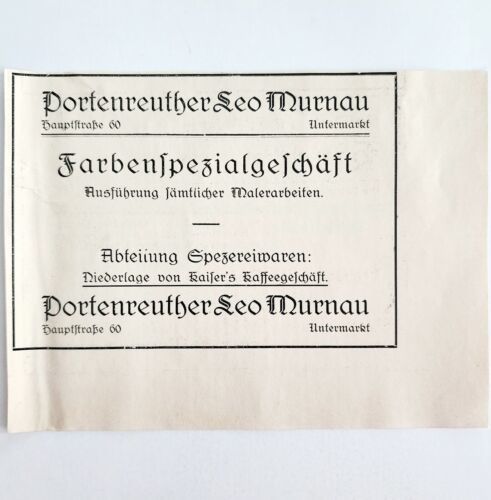 Portenreuther Leo Murnau
Hauptstraße 60 Untermarkt
Farbenspezialgeschäft
Ausführung sämtlicher Malerarbeiten.
Abteilung Spezereiwaren:
Niederlage von Kaiser's Kaffeegeschäft.
Portenreuther Leo Murnau
Hauptstraße 60 Untermarkt